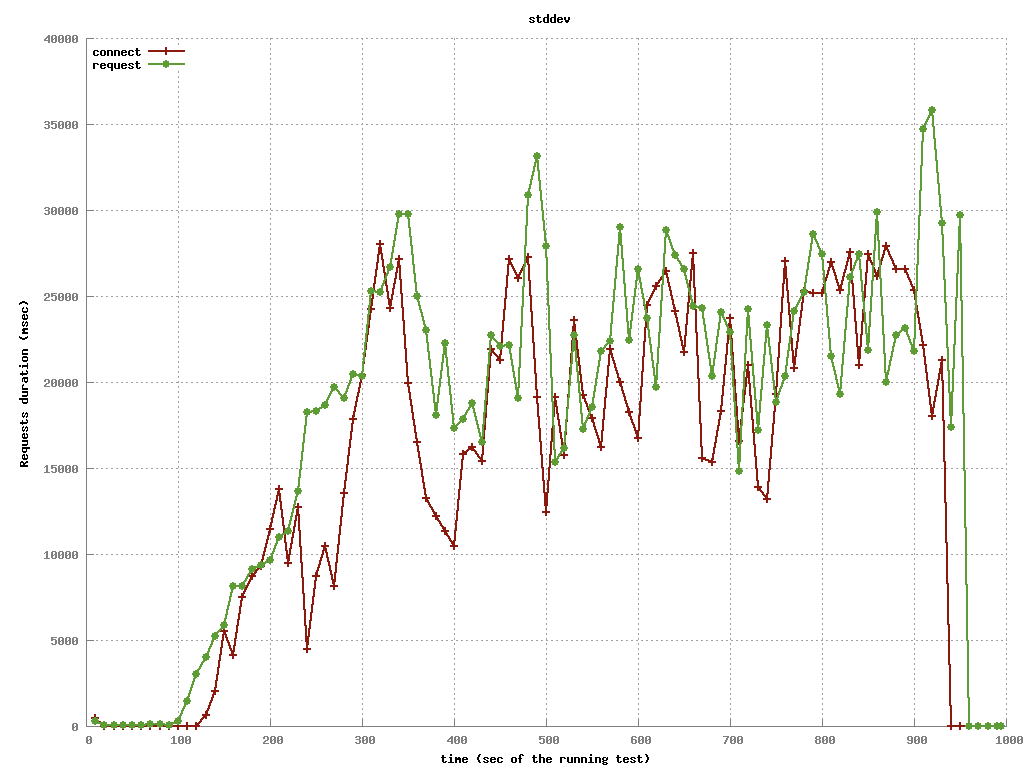 stddev
connect
request
40000
35000
30000
25000
20000
15000
10000
5000
0
Requests duration (msec)
0 100 200 300 400 500 600 700 800 900 1000
time (sec of the running test)